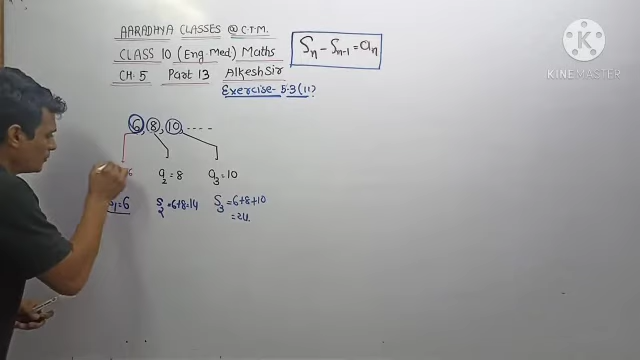 AARADHYA CLASSES @ C.T.M.
CLASS 10 (Eng. Med) Maths
CH. 5 Part 13 Alkesh Sir
Exercise - 5.3 (11)
Sn - Sn-1 = an
KINEMASTER
6, 8, 10 ----
6 a2 = 8 a3 = 10
1 = 6 S2 = 6+8 = 14 S3 = 6+8+10
= 24.